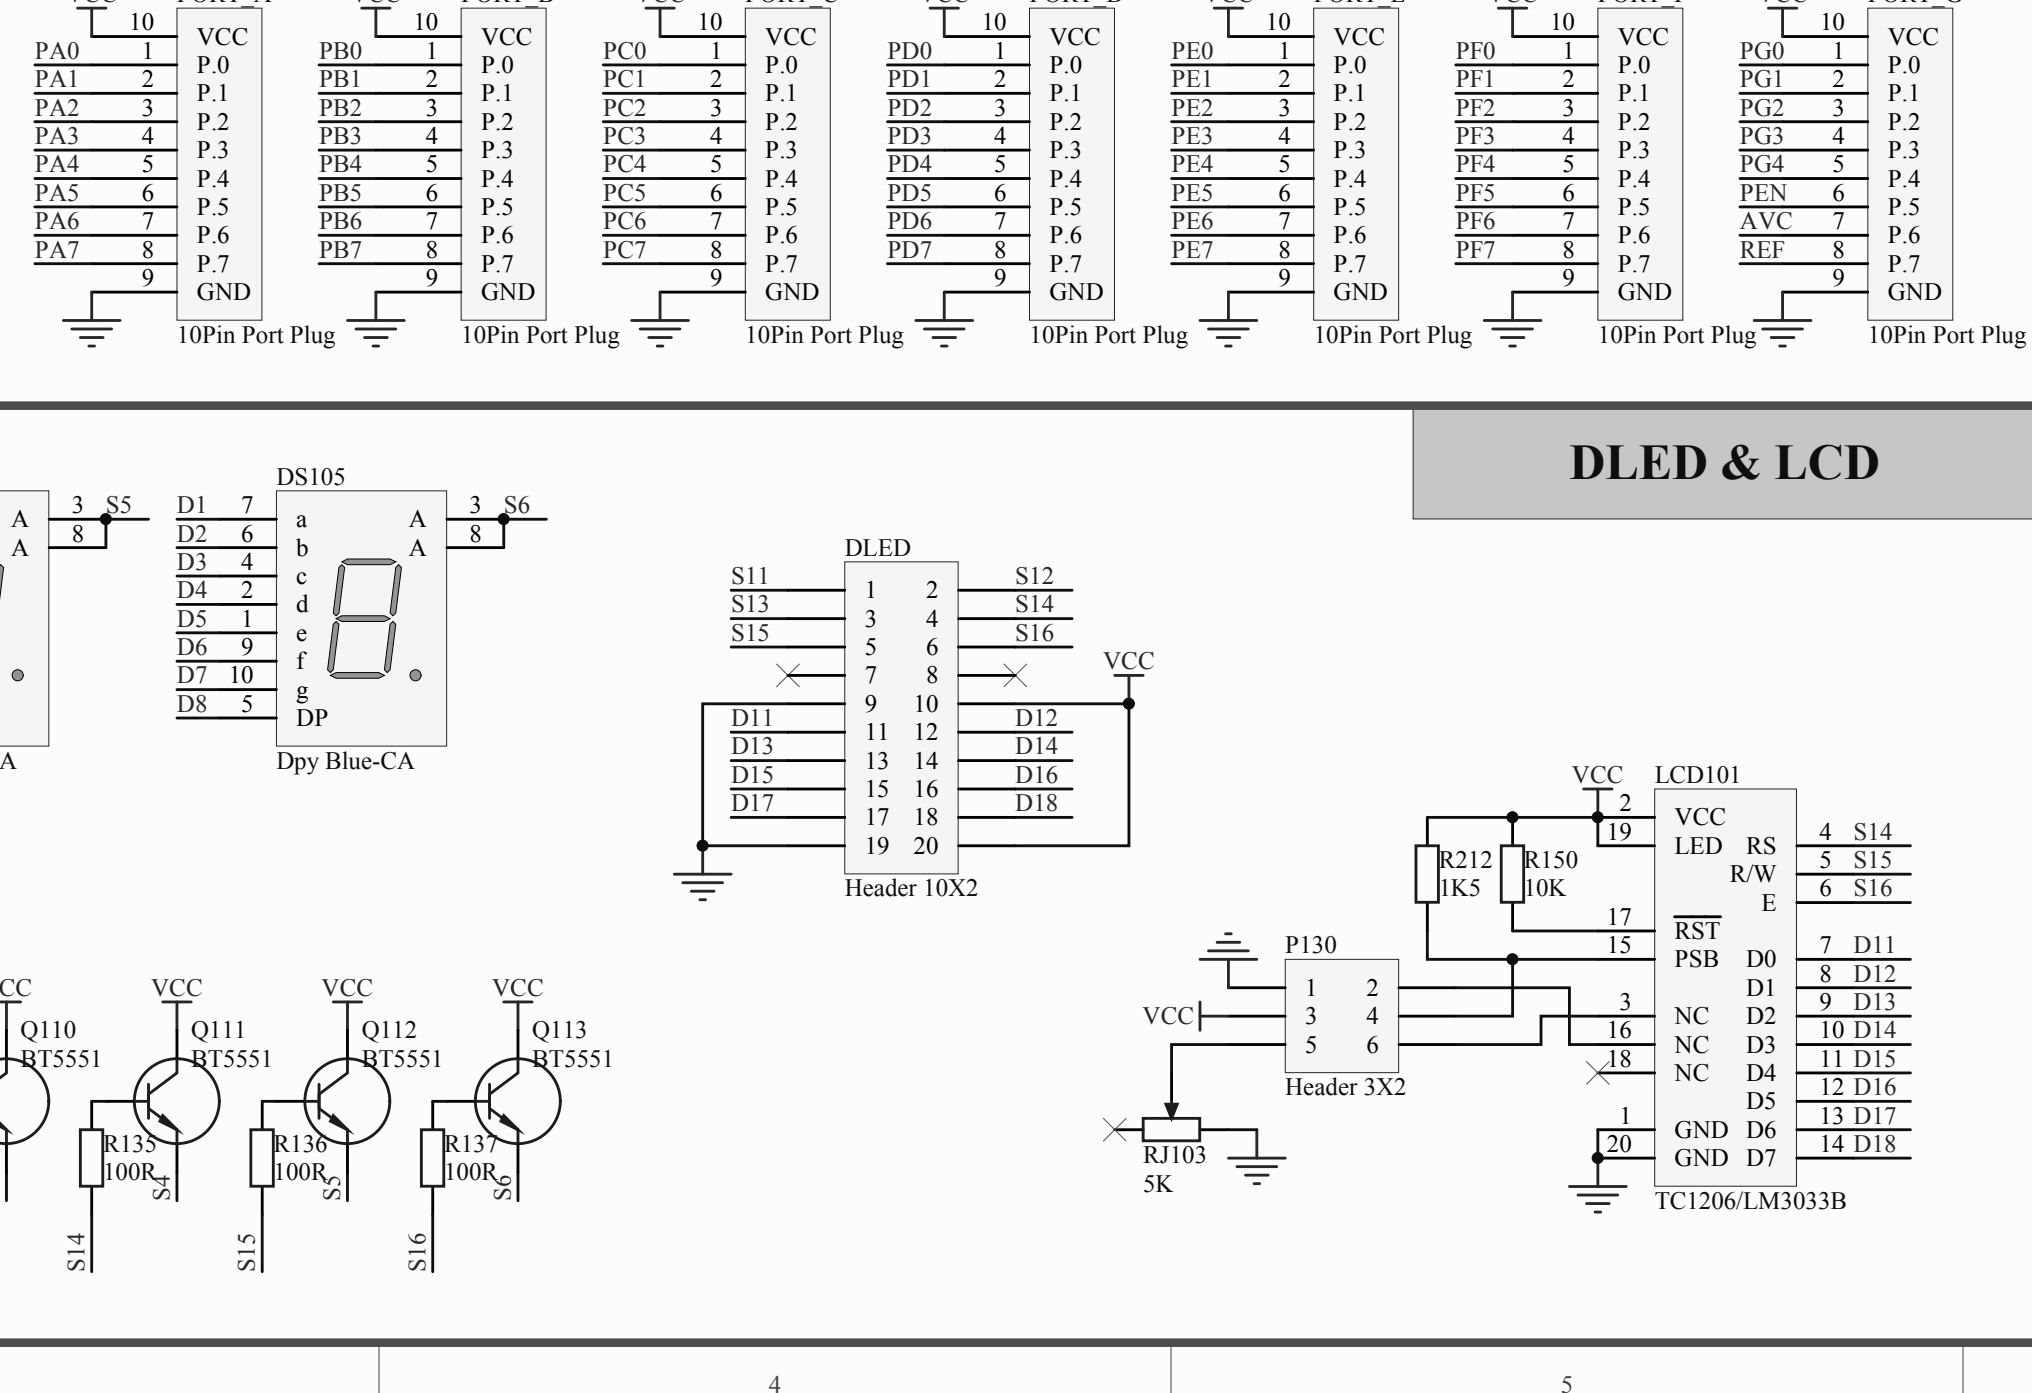 10 VCC
PA0 1 P.0
PA1 2 P.1
PA2 3 P.2
PA3 4 P.3
PA4 5 P.4
PA5 6 P.5
PA6 7 P.6
PA7 8 P.7
9 GND
10Pin Port Plug
10 VCC
PB0 1 P.0
PB1 2 P.1
PB2 3 P.2
PB3 4 P.3
PB4 5 P.4
PB5 6 P.5
PB6 7 P.6
PB7 8 P.7
9 GND
10Pin Port Plug
10 VCC
PC0 1 P.0
PC1 2 P.1
PC2 3 P.2
PC3 4 P.3
PC4 5 P.4
PC5 6 P.5
PC6 7 P.6
PC7 8 P.7
9 GND
10Pin Port Plug
10 VCC
PD0 1 P.0
PD1 2 P.1
PD2 3 P.2
PD3 4 P.3
PD4 5 P.4
PD5 6 P.5
PD6 7 P.6
PD7 8 P.7
9 GND
10Pin Port Plug
10 VCC
PE0 1 P.0
PE1 2 P.1
PE2 3 P.2
PE3 4 P.3
PE4 5 P.4
PE5 6 P.5
PE6 7 P.6
PE7 8 P.7
9 GND
10Pin Port Plug
10 VCC
PF0 1 P.0
PF1 2 P.1
PF2 3 P.2
PF3 4 P.3
PF4 5 P.4
PF5 6 P.5
PF6 7 P.6
PF7 8 P.7
9 GND
10Pin Port Plug
10 VCC
PG0 1 P.0
PG1 2 P.1
PG2 3 P.2
PG3 4 P.3
PG4 5 P.4
PEN 6 P.5
AVC 7 P.6
REF 8 P.7
9 GND
10Pin Port Plug
DLED & LCD
A 3 S5
A 8
A
DS105
D1 7 a A 3 S6
D2 6 b A 8
D3 4 c
D4 2 d
D5 1 e
D6 9 f
D7 10 g
D8 5 DP
Dpy Blue-CA
DLED
S11 1 2 S12
S13 3 4 S14
S15 5 6 S16
7 8
VCC
9 10
D11 11 12 D12
D13 13 14 D14
D15 15 16 D16
D17 17 18 D18
19 20
Header 10X2
VCC LCD101
2 VCC
19 LED RS 4 S14
R/W 5 S15
E 6 S16
R212
1K5
R150
10K
17 RST
15 PSB D0 7 D11
D1 8 D12
3 NC D2 9 D13
16 NC D3 10 D14
18 NC D4 11 D15
D5 12 D16
1 GND D6 13 D17
20 GND D7 14 D18
TC1206/LM3033B
P130
1 2
VCC 3 4
5 6
Header 3X2
RJ103
5K
CC
Q110
BT5551
VCC
Q111
BT5551
R135
100R
S4
S14
VCC
Q112
BT5551
R136
100R
S5
S15
VCC
Q113
BT5551
R137
100R
S6
S16
4
5